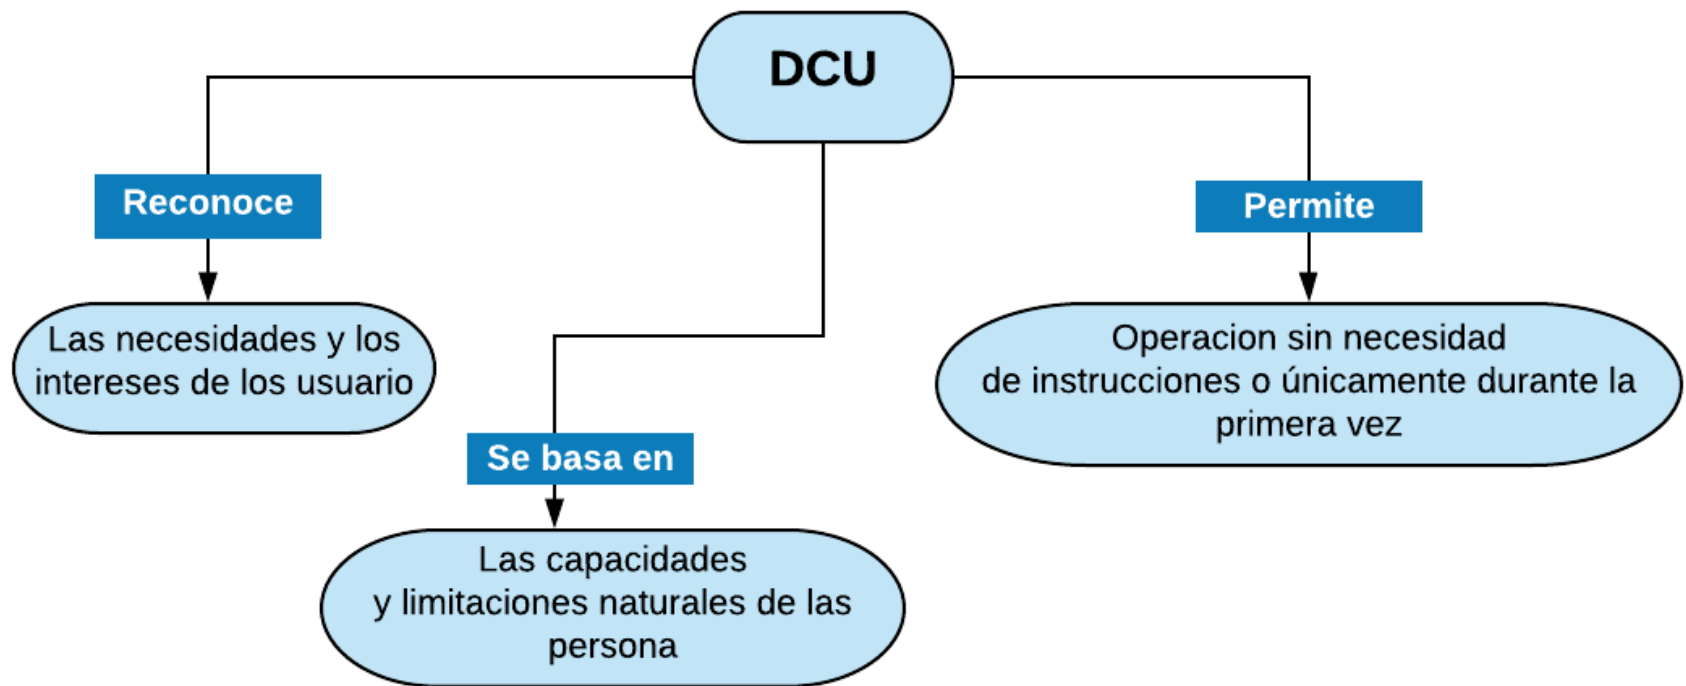 DCU
Reconoce
Las necesidades y los
intereses de los usuario
Se basa en
Las capacidades
y limitaciones naturales de las
persona
Permite
Operacion sin necesidad
de instrucciones o únicamente durante la
primera vez